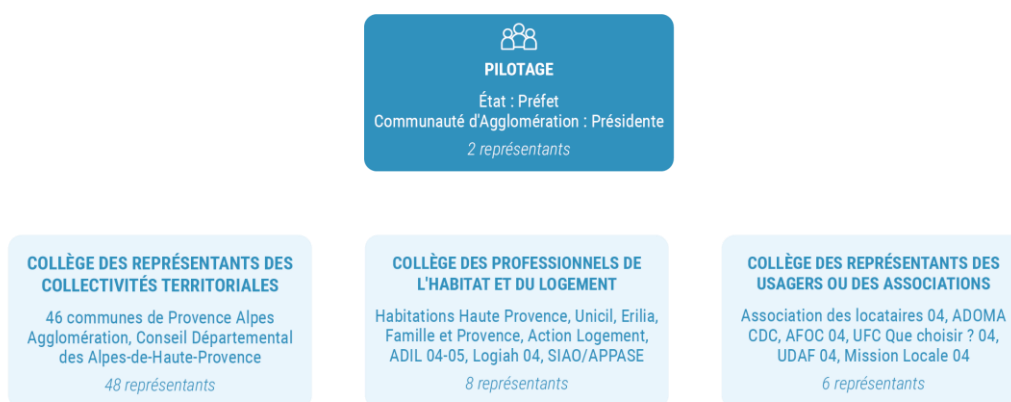 PILOTAGE
État : Préfet
Communauté d'Agglomération : Présidente
2 représentants
COLLÈGE DES REPRÉSENTANTS DES
COLLECTIVITÉS TERRITORIALES
46 communes de Provence Alpes
Agglomération, Conseil Départemental
des Alpes-de-Haute-Provence
48 représentants
COLLÈGE DES PROFESSIONNELS DE
L'HABITAT ET DU LOGEMENT
Habitations Haute Provence, Unicil, Erilia,
Famille et Provence, Action Logement,
ADIL 04-05, Logiah 04, SIAO/APPASE
8 représentants
COLLÈGE DES REPRÉSENTANTS DES
USAGERS OU DES ASSOCIATIONS
Association des locataires 04, ADOMA
CDC, AFOC 04, UFC Que choisir ? 04,
UDAF 04, Mission Locale 04
6 représentants